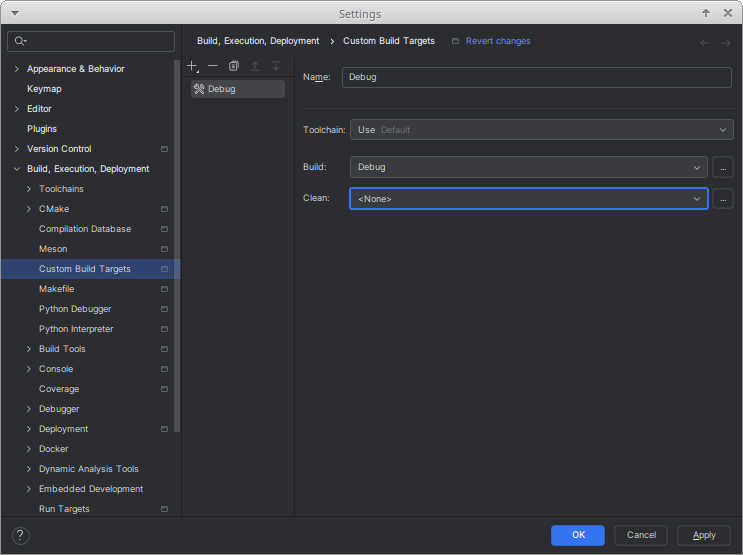 Settings
Build, Execution, Deployment › Custom Build Targets Revert changes
Appearance & Behavior
Keymap
Editor
Plugins
Version Control
Build, Execution, Deployment
Toolchains
CMake
Compilation Database
Meson
Custom Build Targets
Makefile
Python Debugger
Python Interpreter
Build Tools
Console
Coverage
Debugger
Deployment
Docker
Dynamic Analysis Tools
Embedded Development
Run Targets
Debug
Name: Debug
Toolchain: Use Default
Build: Debug ...
Clean: <None> ...
? OK Cancel Apply